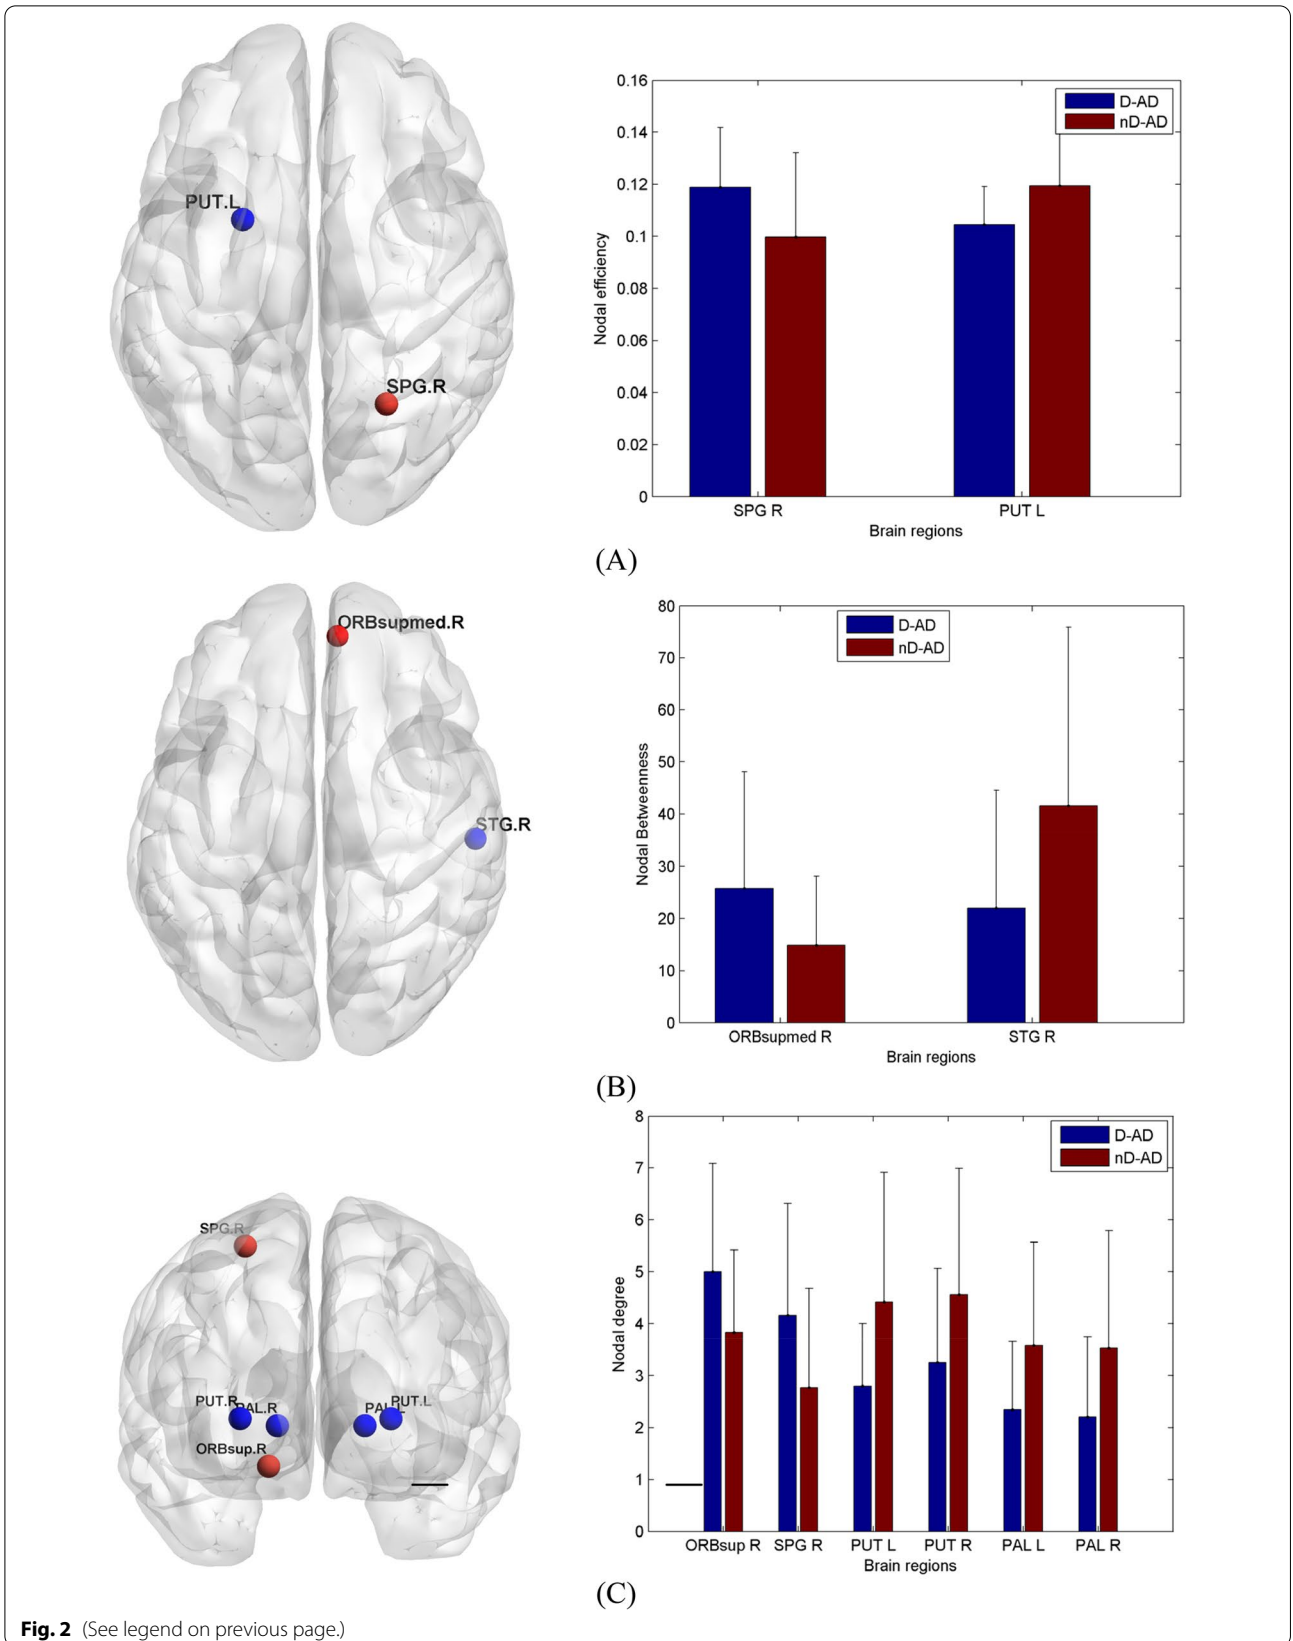 PUT.L
SPG.R
0.16
0.14
0.12
0.1
0.08
0.06
0.04
0.02
0
Nodal efficiency
D-AD
nD-AD
SPG R PUT L
Brain regions
(A)
ORBsupmed.R
STG.R
80
70
60
50
40
30
20
10
0
Nodal Betweenness
D-AD
nD-AD
ORBsupmed R STG R
Brain regions
(B)
SPG.R
PUT.R
PAL.R
PAL.L
PUT.L
ORBsup.R
8
7
6
5
4
3
2
1
0
Nodal degree
D-AD
nD-AD
ORBsup R SPG R PUT L PUT R PAL L PAL R
Brain regions
(C)
Fig. 2 (See legend on previous page.)